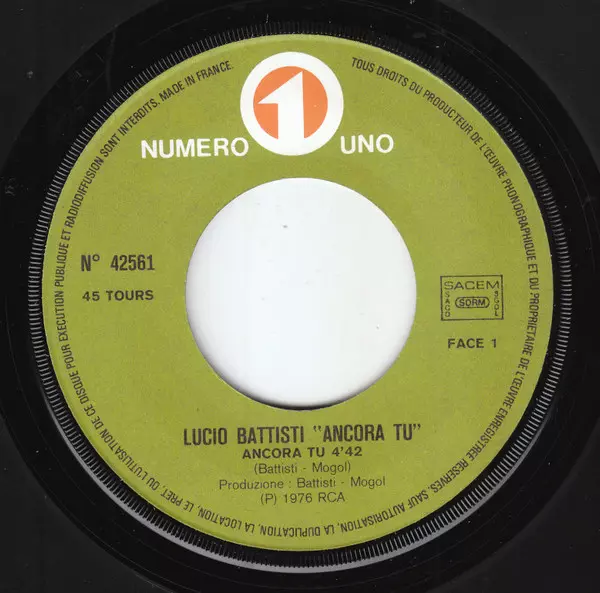 TOUS DROITS DU PRODUCTEUR DE L'ŒUVRE PHONOGRAPHIQUE ET DU PROPRIETAIRE DE L'ŒUVRE ENREGISTREE RESERVES. SAUF AUTORISATION, LA DUPLICATION, LA LOCATION, LE PRET, OU L'UTILISATION DE CE DISQUE POUR EXECUTION PUBLIQUE ET RADIODIFFUSION SONT INTERDITS. MADE IN FRANCE.
1
NUMERO UNO
N° 42561
45 TOURS
SACEM
SACD SDRM SGDL
FACE 1
LUCIO BATTISTI "ANCORA TU"
ANCORA TU 4'42
(Battisti - Mogol)
Produzione : Battisti - Mogol
(P) 1976 RCA